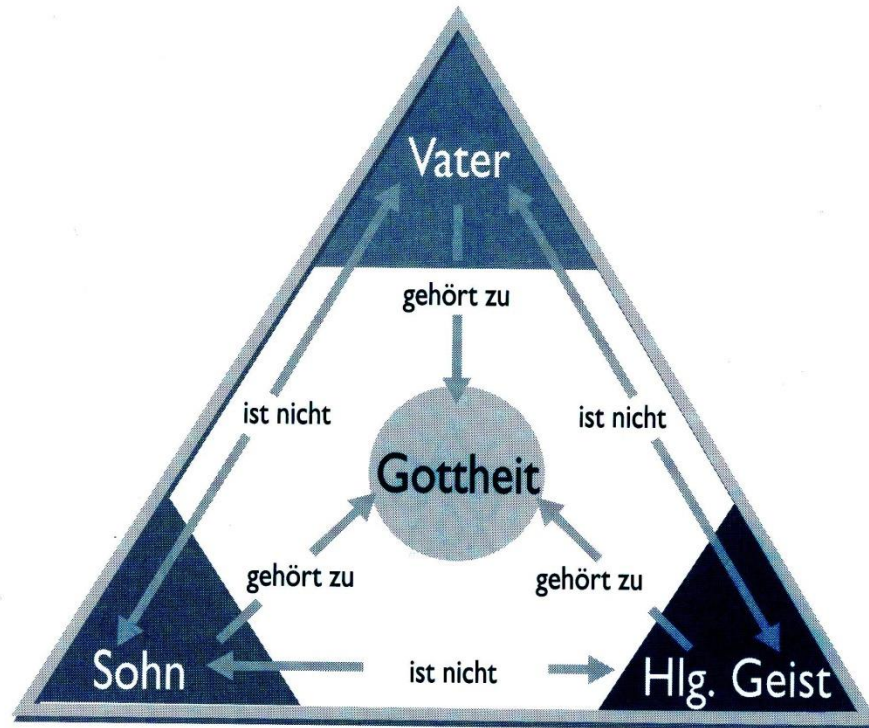 Vater
gehört zu
ist nicht
ist nicht
Gottheit
gehört zu
gehört zu
Sohn
ist nicht
Hlg. Geist